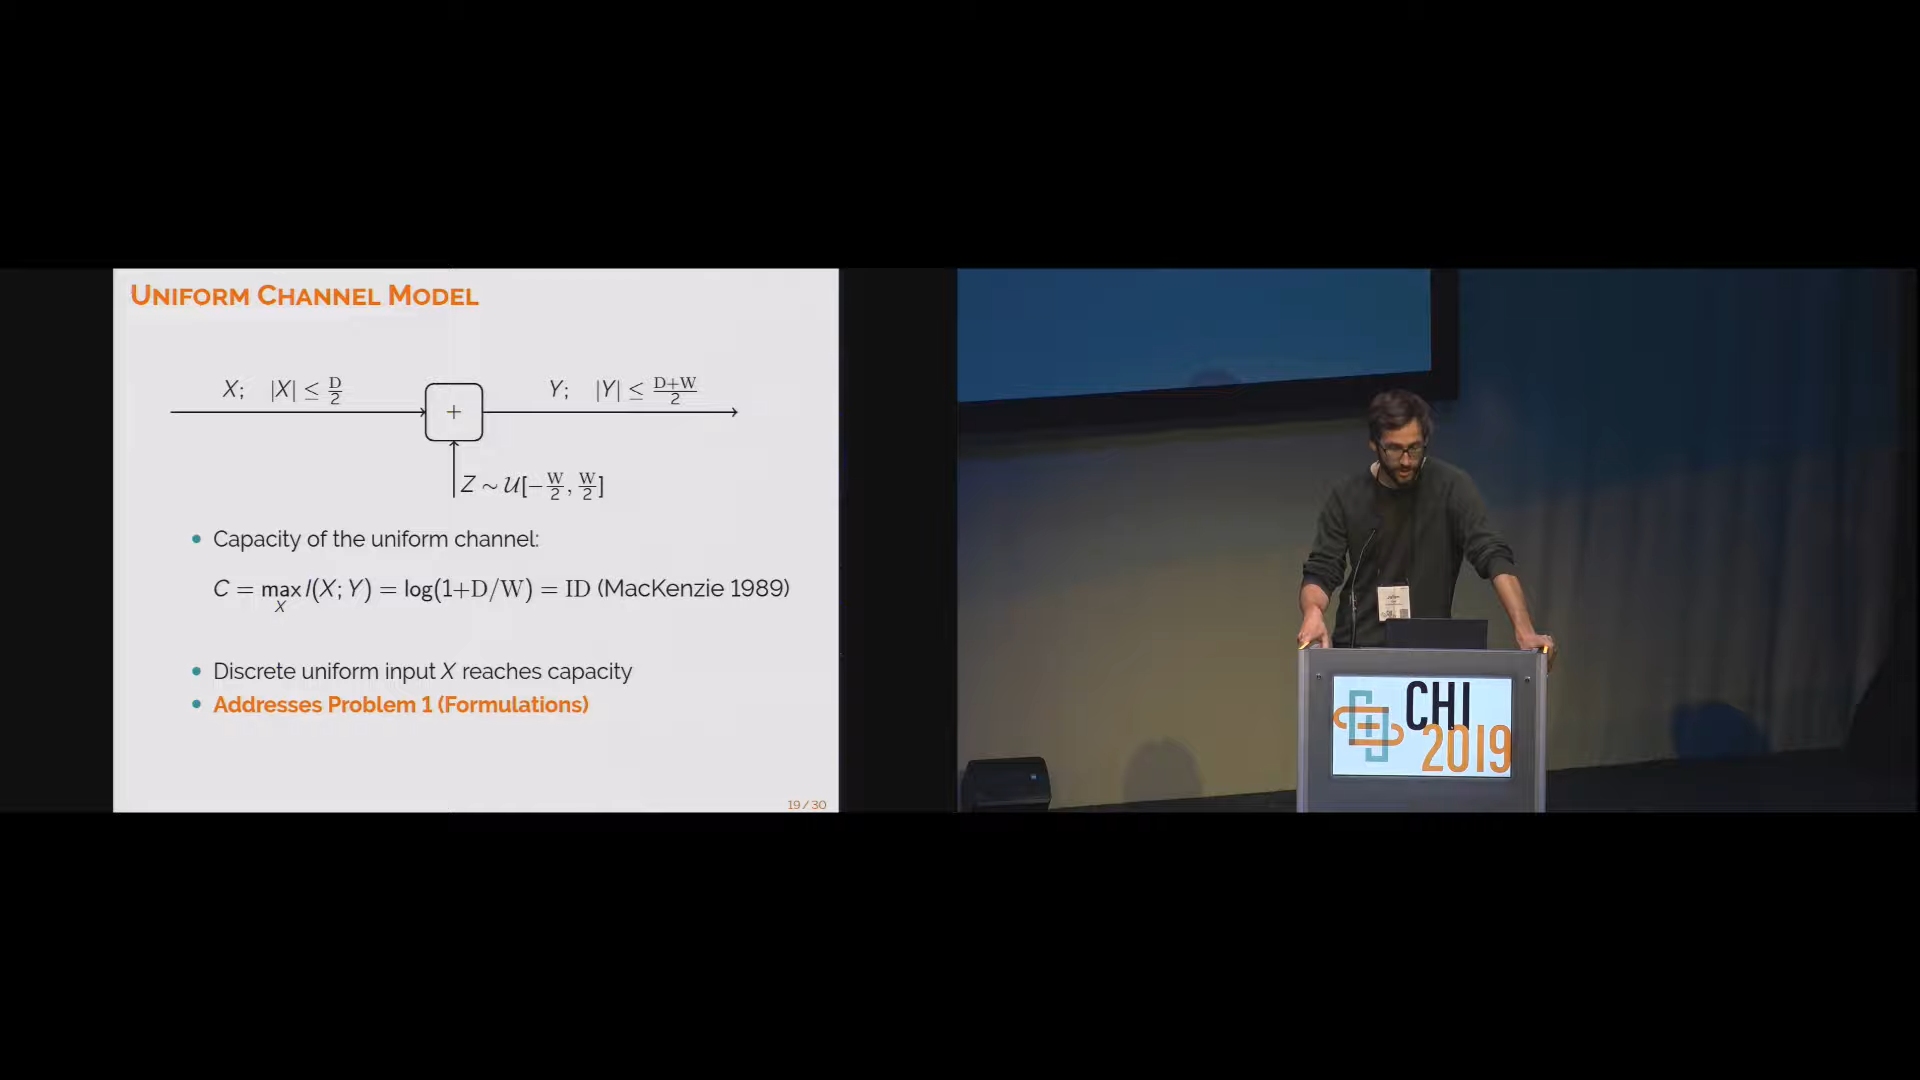 UNIFORM CHANNEL MODEL
X; |X| ≤ D/2
Y; |Y| ≤ D+W/2
+
Z ~ U[−W/2, W/2]
Capacity of the uniform channel:
C = max_X I(X; Y) = log(1+D/W) = ID (MacKenzie 1989)
Discrete uniform input X reaches capacity
Addresses Problem 1 (Formulations)
19 / 30
CHI
2019